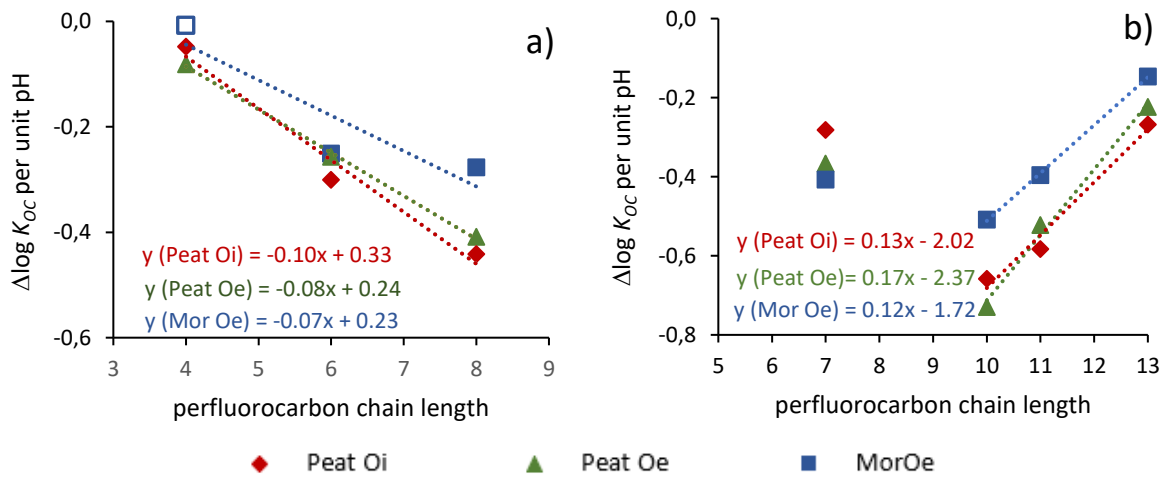 a)
Δlog K_OC per unit pH
0,0
-0,2
-0,4
-0,6
y (Peat Oi) = -0.10x + 0.33
y (Peat Oe) = -0.08x + 0.24
y (Mor Oe) = -0.07x + 0.23
3 4 5 6 7 8 9
perfluorocarbon chain length
b)
Δlog K_OC per unit pH
0,0
-0,2
-0,4
-0,6
-0,8
y (Peat Oi) = 0.13x - 2.02
y (Peat Oe)= 0.17x - 2.37
y (Mor Oe) = 0.12x - 1.72
5 6 7 8 9 10 11 12 13
perfluorocarbon chain length
Peat Oi Peat Oe MorOe